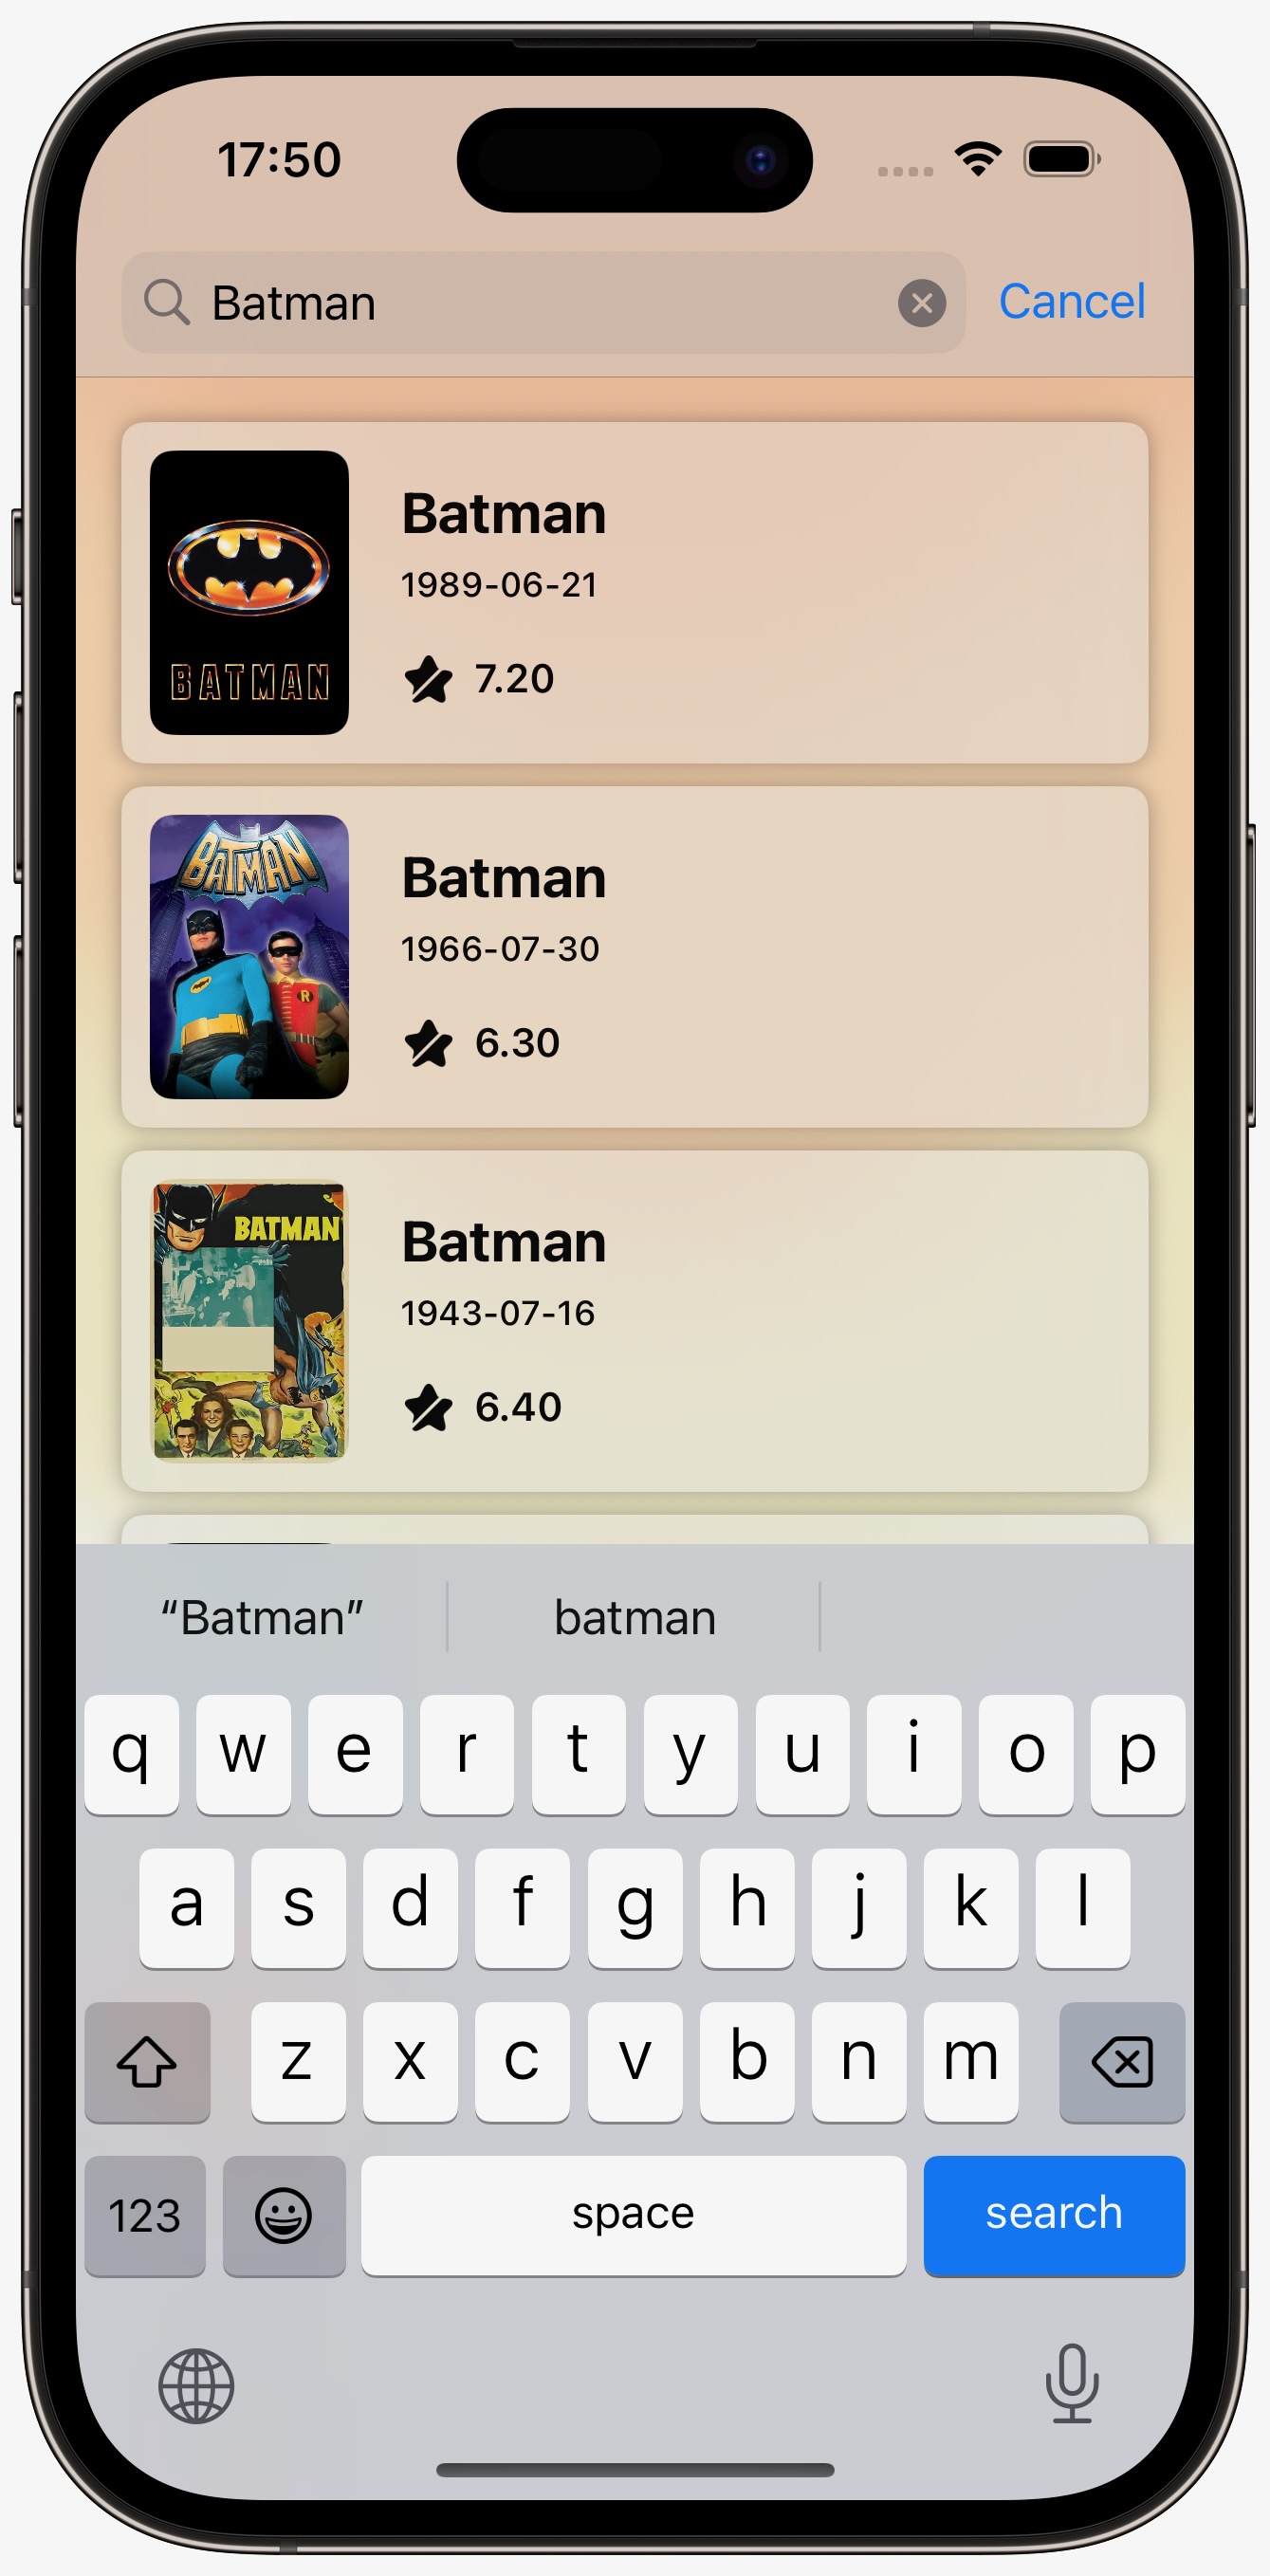 17:50
Batman
Cancel
BATMAN
Batman
1989-06-21
7.20
BATMAN
R
Batman
1966-07-30
6.30
BATMAN
Batman
1943-07-16
6.40
“Batman”
batman
q w e r t y u i o p
a s d f g h j k l
z x c v b n m
123
space
search